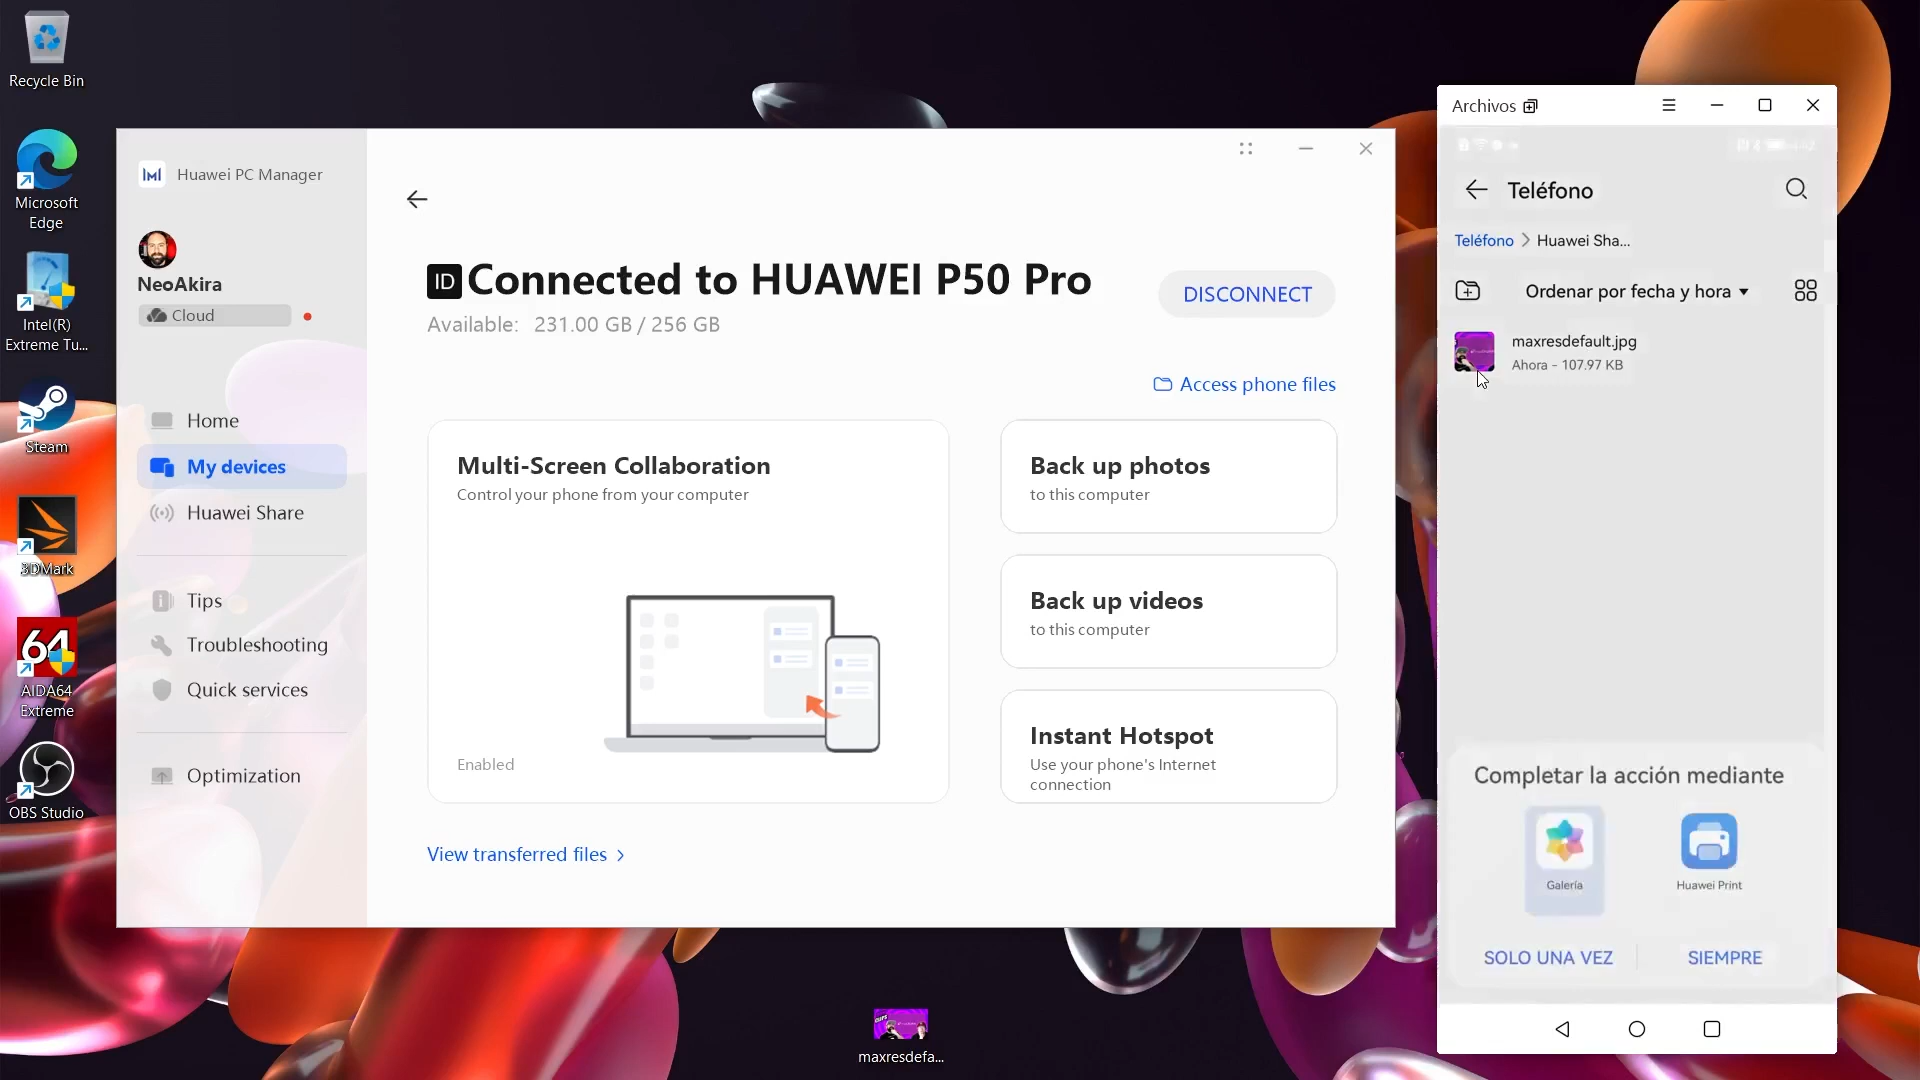 Recycle Bin
Microsoft
Edge
Intel(R)
Extreme Tu...
Steam
3DMark
64
AIDA64
Extreme
OBS Studio
Huawei PC Manager
NeoAkira
Cloud
Home
My devices
Huawei Share
Tips
Troubleshooting
Quick services
Optimization
ID Connected to HUAWEI P50 Pro
Available: 231.00 GB / 256 GB
DISCONNECT
Access phone files
Multi-Screen Collaboration
Control your phone from your computer
Enabled
Back up photos
to this computer
Back up videos
to this computer
Instant Hotspot
Use your phone's Internet
connection
View transferred files
maxresdefa...
Archivos
Teléfono
Teléfono > Huawei Sha...
Ordenar por fecha y hora
maxresdefault.jpg
Ahora - 107.97 KB
Completar la acción mediante
Galería
Huawei Print
SOLO UNA VEZ
SIEMPRE